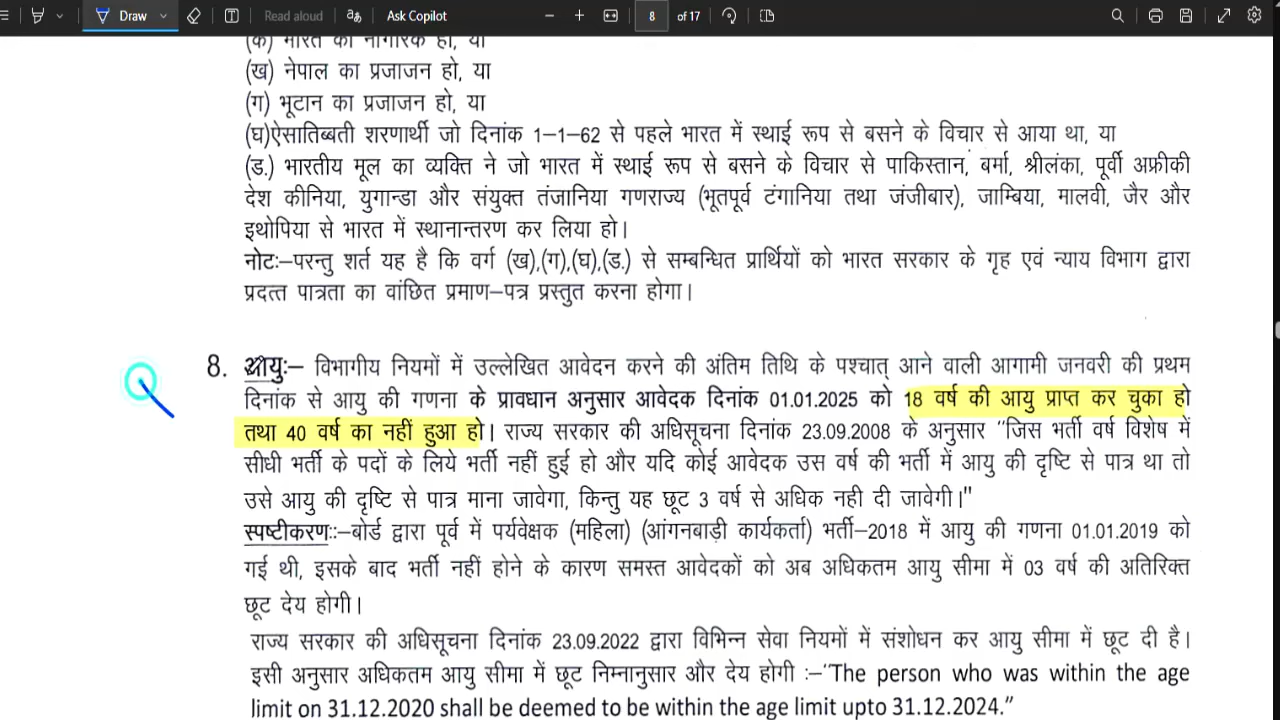 Draw
Read aloud
Ask Copilot
8 of 17
(क) भारत का नागरिक हो, या
(ख) नेपाल का प्रजाजन हो, या
(ग) भूटान का प्रजाजन हो, या
(घ)ऐसातिब्बती शरणार्थी जो दिनांक 1–1–62 से पहले भारत में स्थाई रूप से बसने के विचार से आया था, या
(ड.) भारतीय मूल का व्यक्ति ने जो भारत में स्थाई रूप से बसने के विचार से पाकिस्तान, बर्मा, श्रीलंका, पूर्वी अफ्रीकी
देश कीनिया, युगान्डा और संयुक्त तंजानिया गणराज्य (भूतपूर्व टंगानिया तथा जंजीबार), जाम्बिया, मालवी, जैर और
इथोपिया से भारत में स्थानान्तरण कर लिया हो।
नोटः–परन्तु शर्त यह है कि वर्ग (ख),(ग),(घ),(ड.) से सम्बन्धित प्रार्थियों को भारत सरकार के गृह एवं न्याय विभाग द्वारा
प्रदत्त पात्रता का वांछित प्रमाण–पत्र प्रस्तुत करना होगा।
8. आयुः– विभागीय नियमों में उल्लेखित आवेदन करने की अंतिम तिथि के पश्चात् आने वाली आगामी जनवरी की प्रथम
दिनांक से आयु की गणना के प्रावधान अनुसार आवेदक दिनांक 01.01.2025 को 18 वर्ष की आयु प्राप्त कर चुका हो
तथा 40 वर्ष का नहीं हुआ हो। राज्य सरकार की अधिसूचना दिनांक 23.09.2008 के अनुसार "जिस भर्ती वर्ष विशेष में
सीधी भर्ती के पदों के लिये भर्ती नहीं हुई हो और यदि कोई आवेदक उस वर्ष की भर्ती में आयु की दृष्टि से पात्र था तो
उसे आयु की दृष्टि से पात्र माना जावेगा, किन्तु यह छूट 3 वर्ष से अधिक नही दी जावेगी।"
स्पष्टीकरणः:–बोर्ड द्वारा पूर्व में पर्यवेक्षक (महिला) (आंगनबाड़ी कार्यकर्ता) भर्ती–2018 में आयु की गणना 01.01.2019 को
गई थी, इसके बाद भर्ती नहीं होने के कारण समस्त आवेदकों को अब अधिकतम आयु सीमा में 03 वर्ष की अतिरिक्त
छूट देय होगी।
राज्य सरकार की अधिसूचना दिनांक 23.09.2022 द्वारा विभिन्न सेवा नियमों में संशोधन कर आयु सीमा में छूट दी है।
इसी अनुसार अधिकतम आयु सीमा में छूट निम्नानुसार और देय होगी :–"The person who was within the age
limit on 31.12.2020 shall be deemed to be within the age limit upto 31.12.2024."